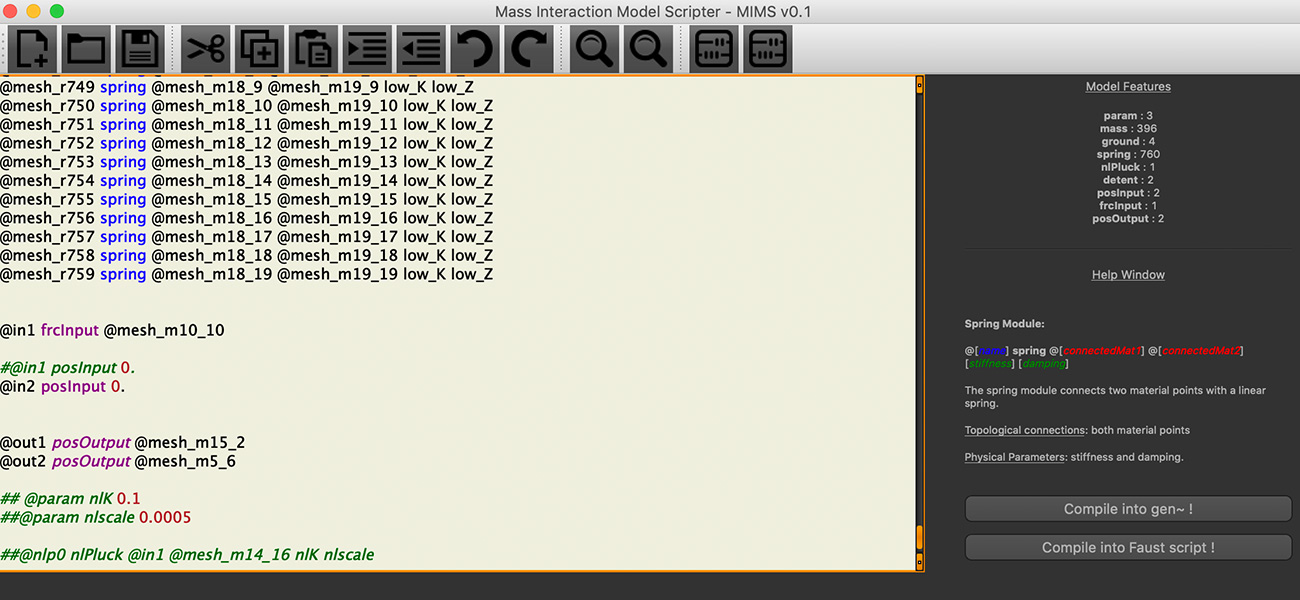 Mass Interaction Model Scripter - MIMS v0.1
@mesh_r749 spring @mesh_m18_9 @mesh_m19_9 low_K low_Z
@mesh_r750 spring @mesh_m18_10 @mesh_m19_10 low_K low_Z
@mesh_r751 spring @mesh_m18_11 @mesh_m19_11 low_K low_Z
@mesh_r752 spring @mesh_m18_12 @mesh_m19_12 low_K low_Z
@mesh_r753 spring @mesh_m18_13 @mesh_m19_13 low_K low_Z
@mesh_r754 spring @mesh_m18_14 @mesh_m19_14 low_K low_Z
@mesh_r755 spring @mesh_m18_15 @mesh_m19_15 low_K low_Z
@mesh_r756 spring @mesh_m18_16 @mesh_m19_16 low_K low_Z
@mesh_r757 spring @mesh_m18_17 @mesh_m19_17 low_K low_Z
@mesh_r758 spring @mesh_m18_18 @mesh_m19_18 low_K low_Z
@mesh_r759 spring @mesh_m18_19 @mesh_m19_19 low_K low_Z
@in1 frcInput @mesh_m10_10
#@in1 posInput 0.
@in2 posInput 0.
@out1 posOutput @mesh_m15_2
@out2 posOutput @mesh_m5_6
## @param nlK 0.1
##@param nlscale 0.0005
##@nlp0 nlPluck @in1 @mesh_m14_16 nlK nlscale
Model Features
param : 3
mass : 396
ground : 4
spring : 760
nlPluck : 1
detent : 2
posInput : 2
frcInput : 1
posOutput : 2
Help Window
Spring Module:
@[name] spring @[connectedMat1] @[connectedMat2]
[stiffness] [damping]
The spring module connects two material points with a linear
spring.
Topological connections: both material points
Physical Parameters: stiffness and damping.
Compile into gen~ !
Compile into Faust script !